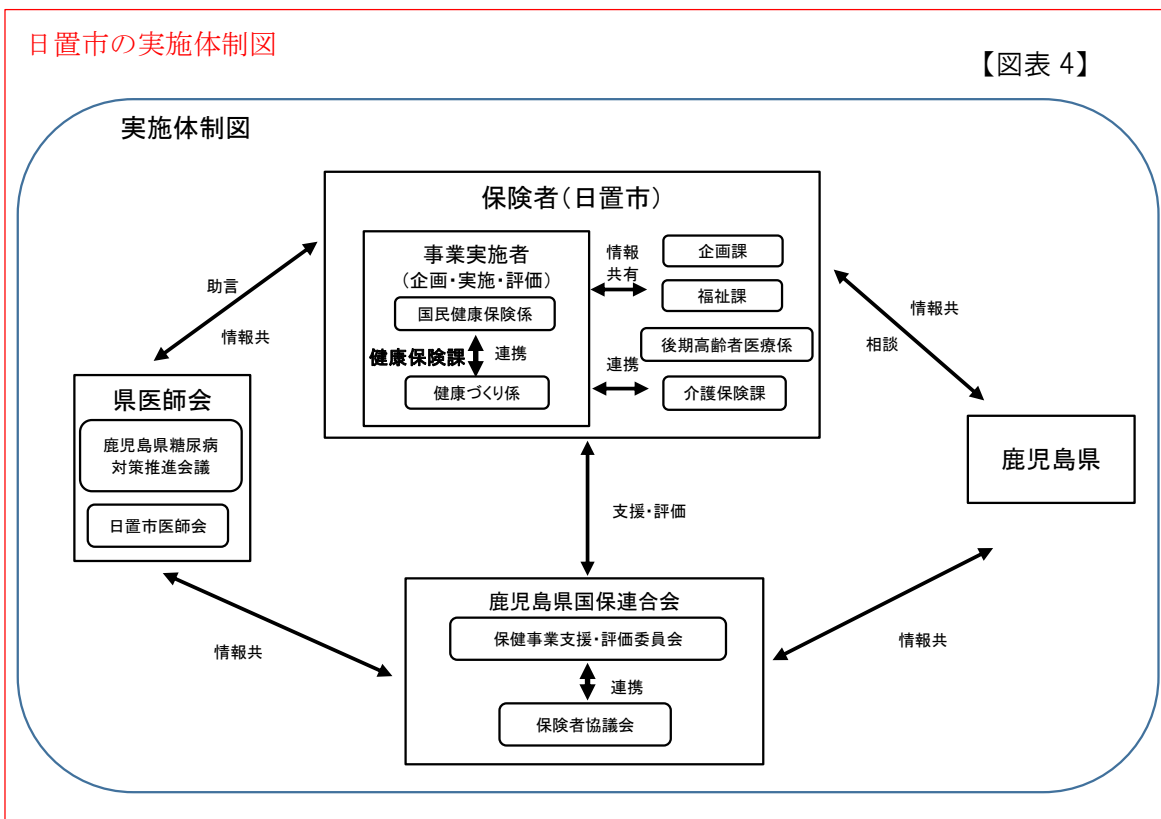 日置市の実施体制図
【図表 4】
実施体制図
保険者（日置市）
事業実施者
（企画・実施・評価）
国民健康保険係
健康保険課
連携
健康づくり係
情報
共有
連携
企画課
福祉課
後期高齢者医療係
介護保険課
助言
情報共
情報共
相談
県医師会
鹿児島県糖尿病
対策推進会議
日置市医師会
鹿児島県
支援・評価
鹿児島県国保連合会
保健事業支援・評価委員会
連携
保険者協議会
情報共
情報共